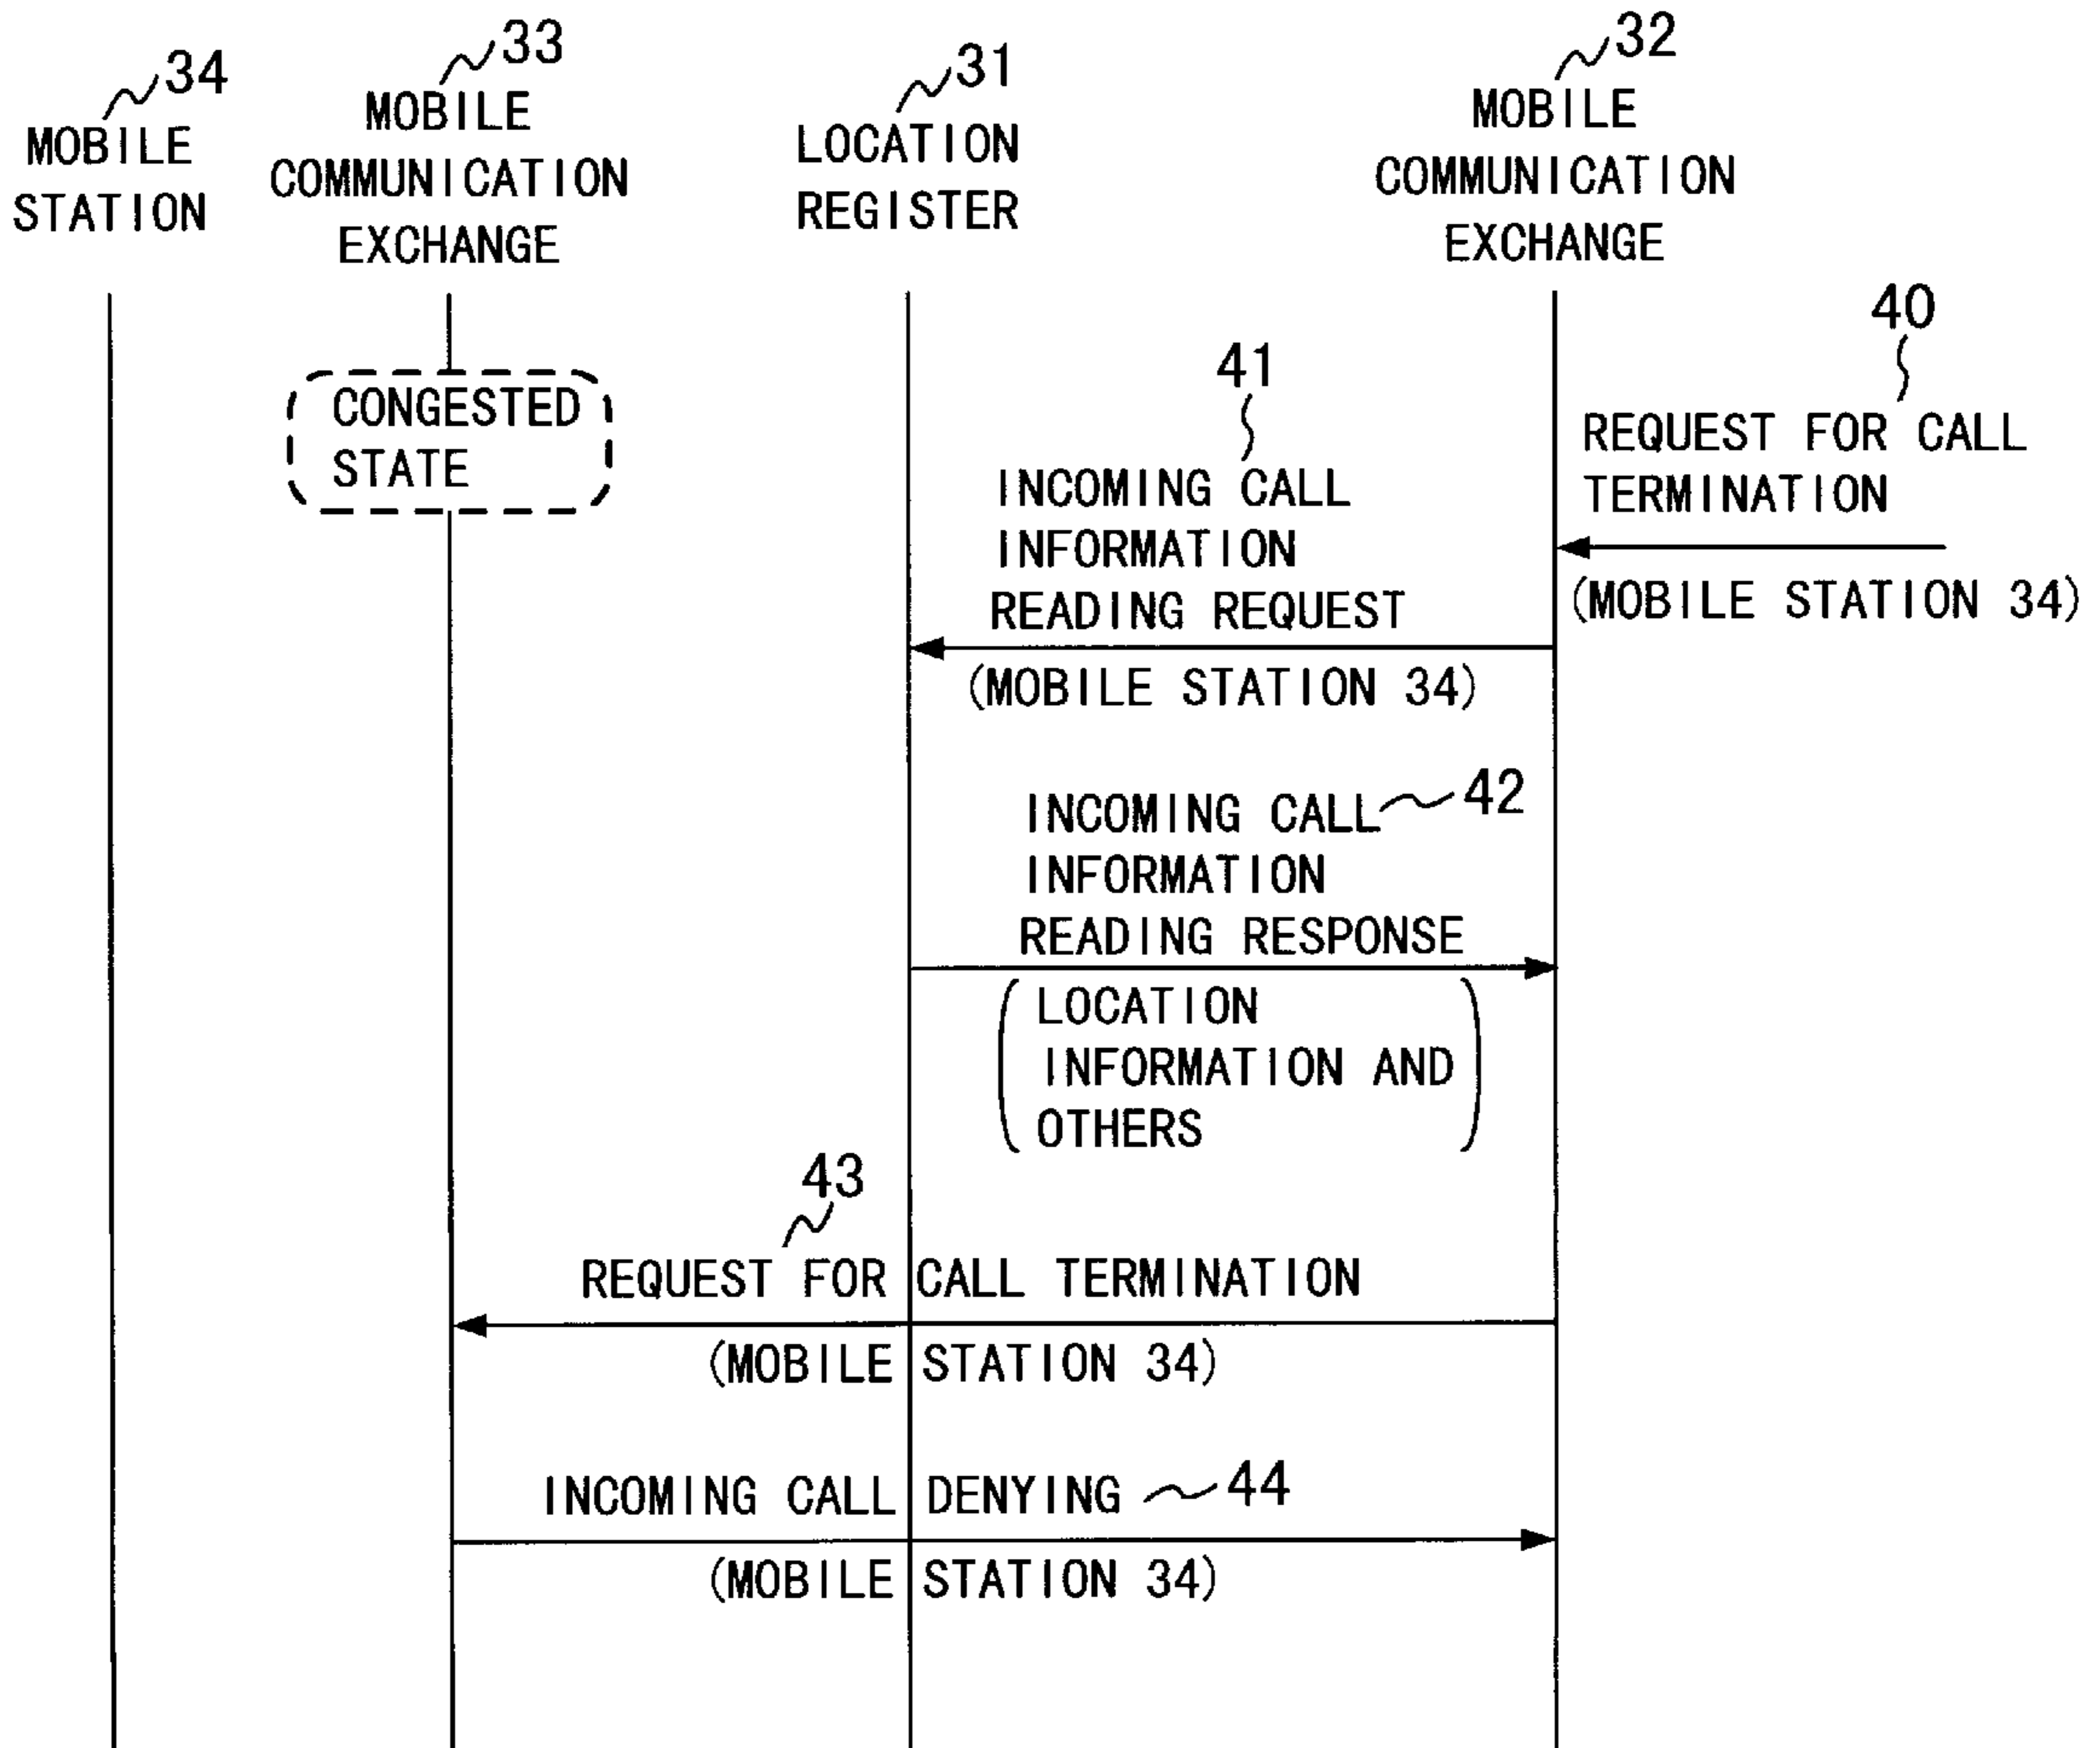 34
MOBILE
STATION
33
MOBILE
COMMUNICATION
EXCHANGE
31
LOCATION
REGISTER
32
MOBILE
COMMUNICATION
EXCHANGE
CONGESTED
STATE
40
REQUEST FOR CALL
TERMINATION
(MOBILE STATION 34)
41
INCOMING CALL
INFORMATION
READING REQUEST
(MOBILE STATION 34)
INCOMING CALL 42
INFORMATION
READING RESPONSE
(LOCATION
INFORMATION AND
OTHERS)
43
REQUEST FOR CALL TERMINATION
(MOBILE STATION 34)
INCOMING CALL DENYING 44
(MOBILE STATION 34)